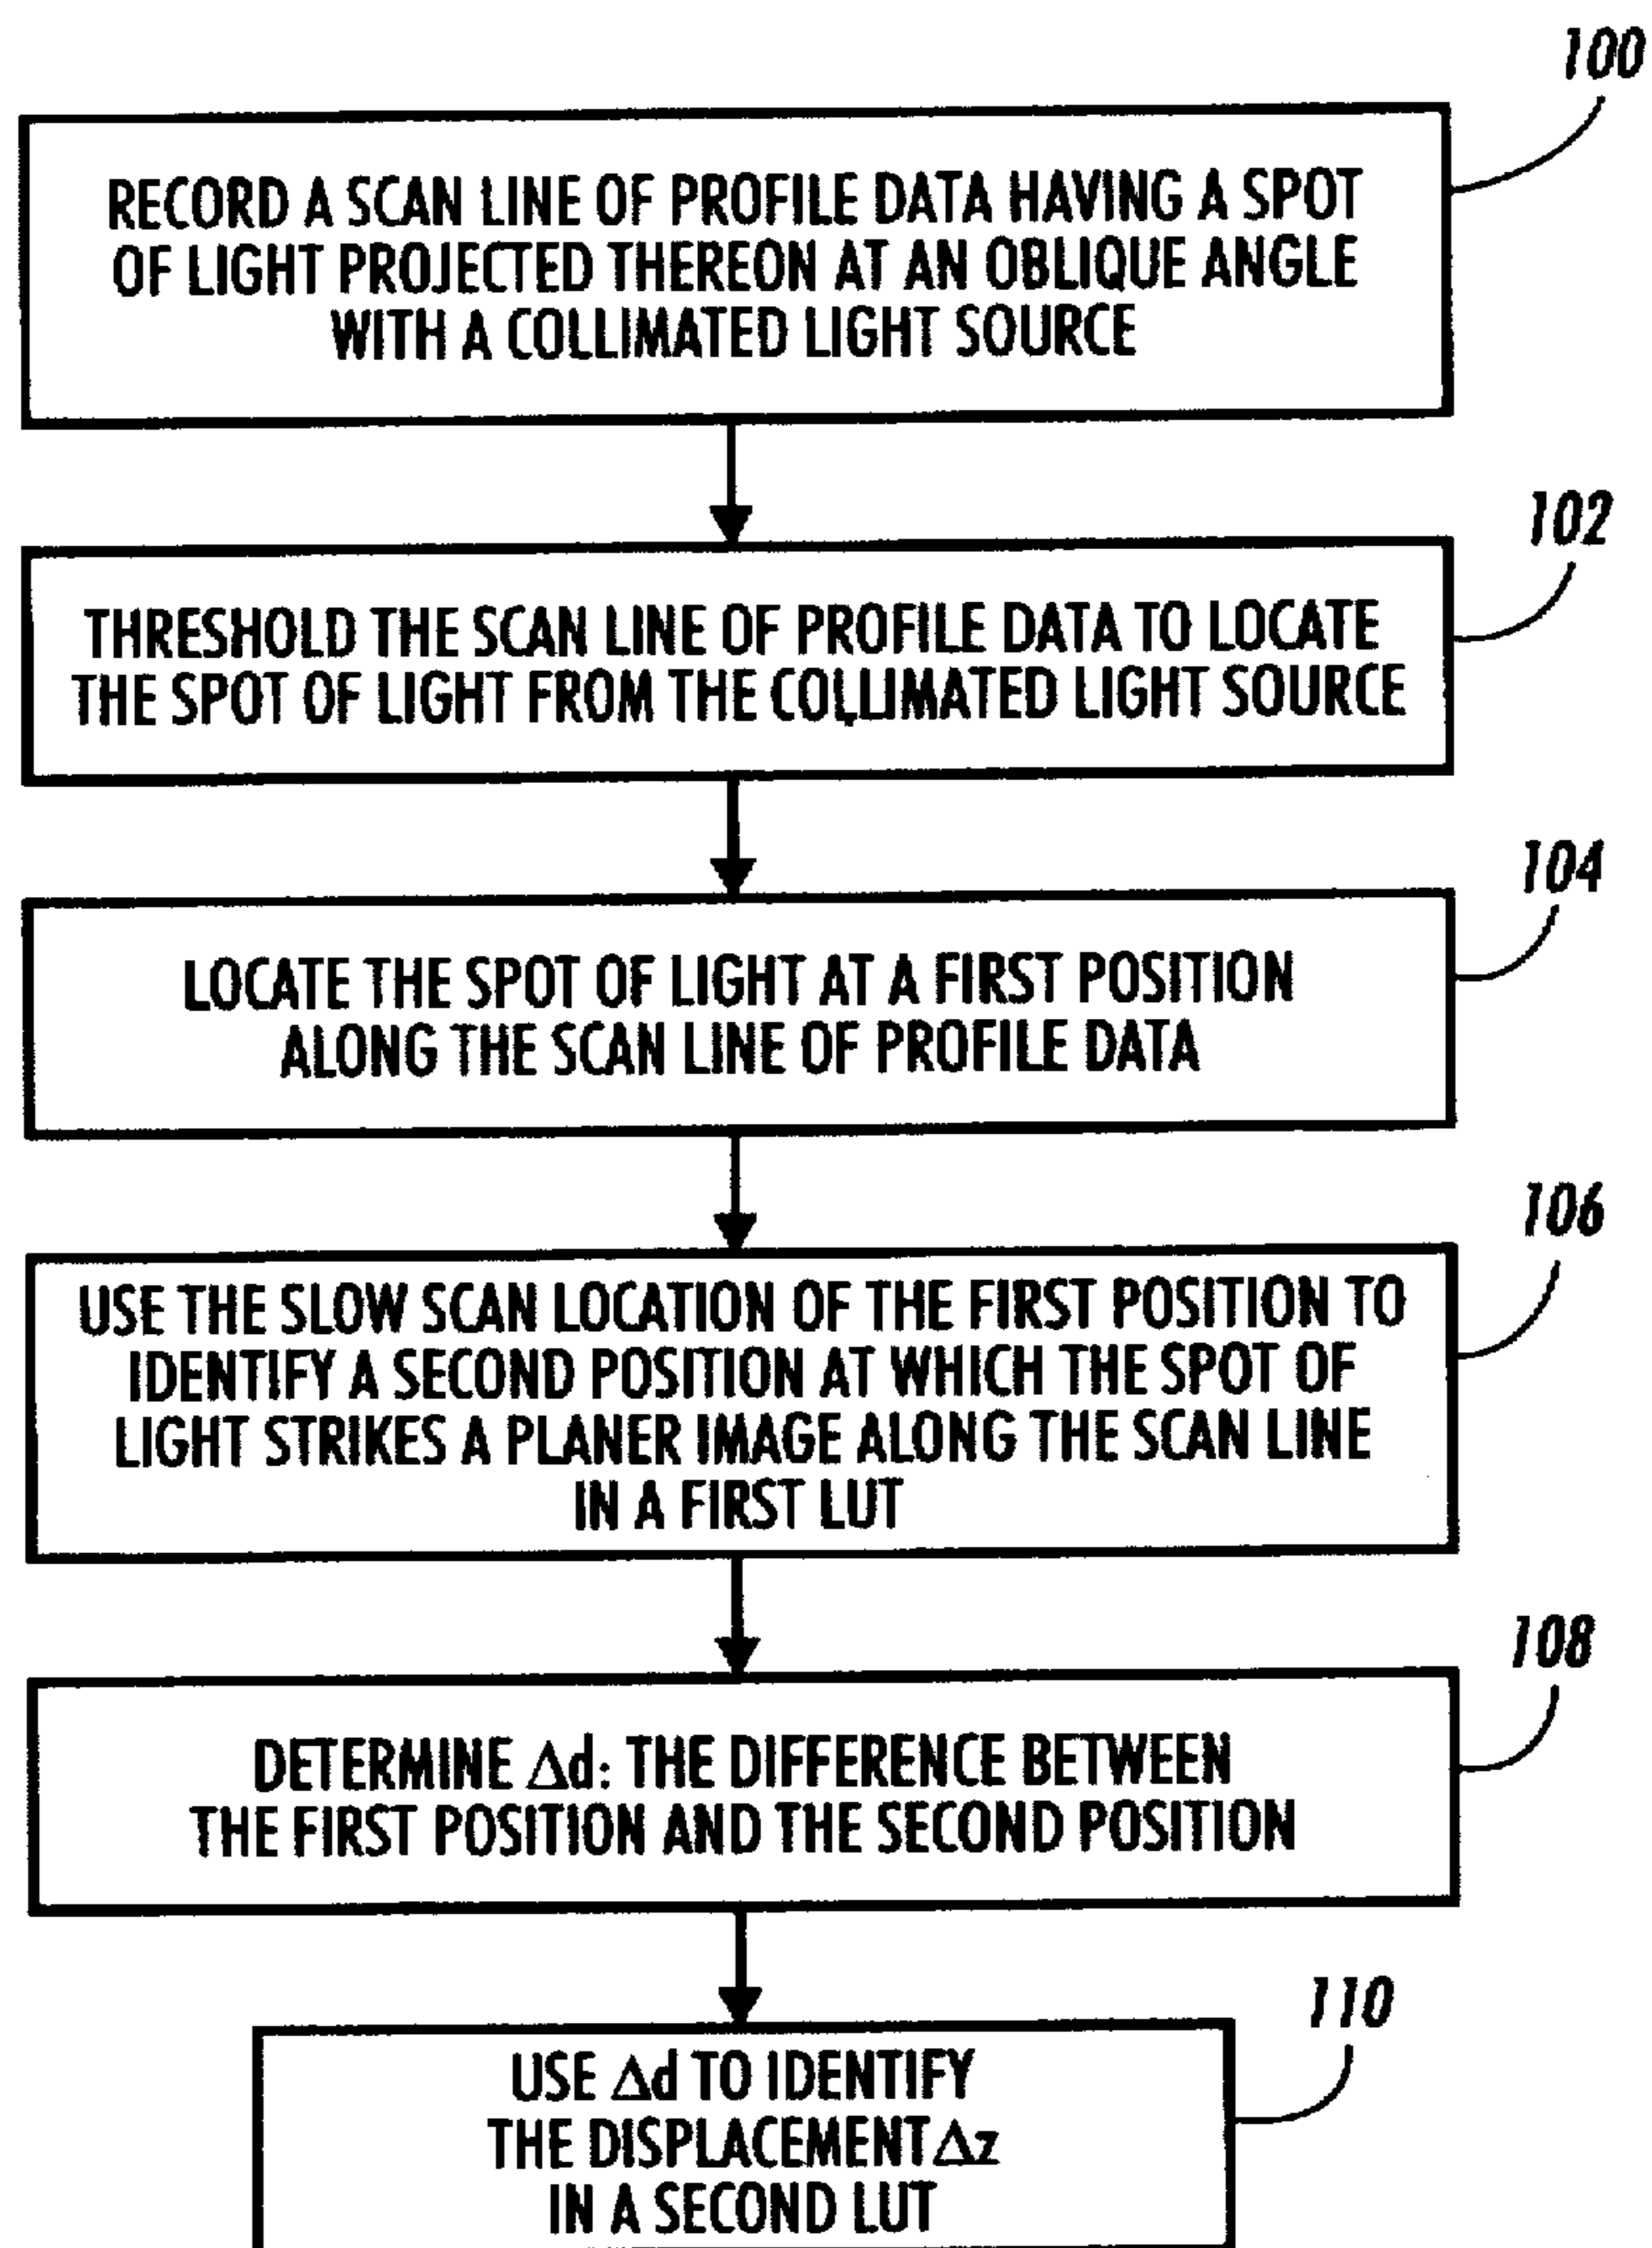 100
RECORD A SCAN LINE OF PROFILE DATA HAVING A SPOT
OF LIGHT PROJECTED THEREON AT AN OBLIQUE ANGLE
WITH A COLLIMATED LIGHT SOURCE
102
THRESHOLD THE SCAN LINE OF PROFILE DATA TO LOCATE
THE SPOT OF LIGHT FROM THE COLLIMATED LIGHT SOURCE
104
LOCATE THE SPOT OF LIGHT AT A FIRST POSITION
ALONG THE SCAN LINE OF PROFILE DATA
106
USE THE SLOW SCAN LOCATION OF THE FIRST POSITION TO
IDENTIFY A SECOND POSITION AT WHICH THE SPOT OF
LIGHT STRIKES A PLANER IMAGE ALONG THE SCAN LINE
IN A FIRST LUT
108
DETERMINE Δd: THE DIFFERENCE BETWEEN
THE FIRST POSITION AND THE SECOND POSITION
110
USE Δd TO IDENTIFY
THE DISPLACEMENT Δz
IN A SECOND LUT